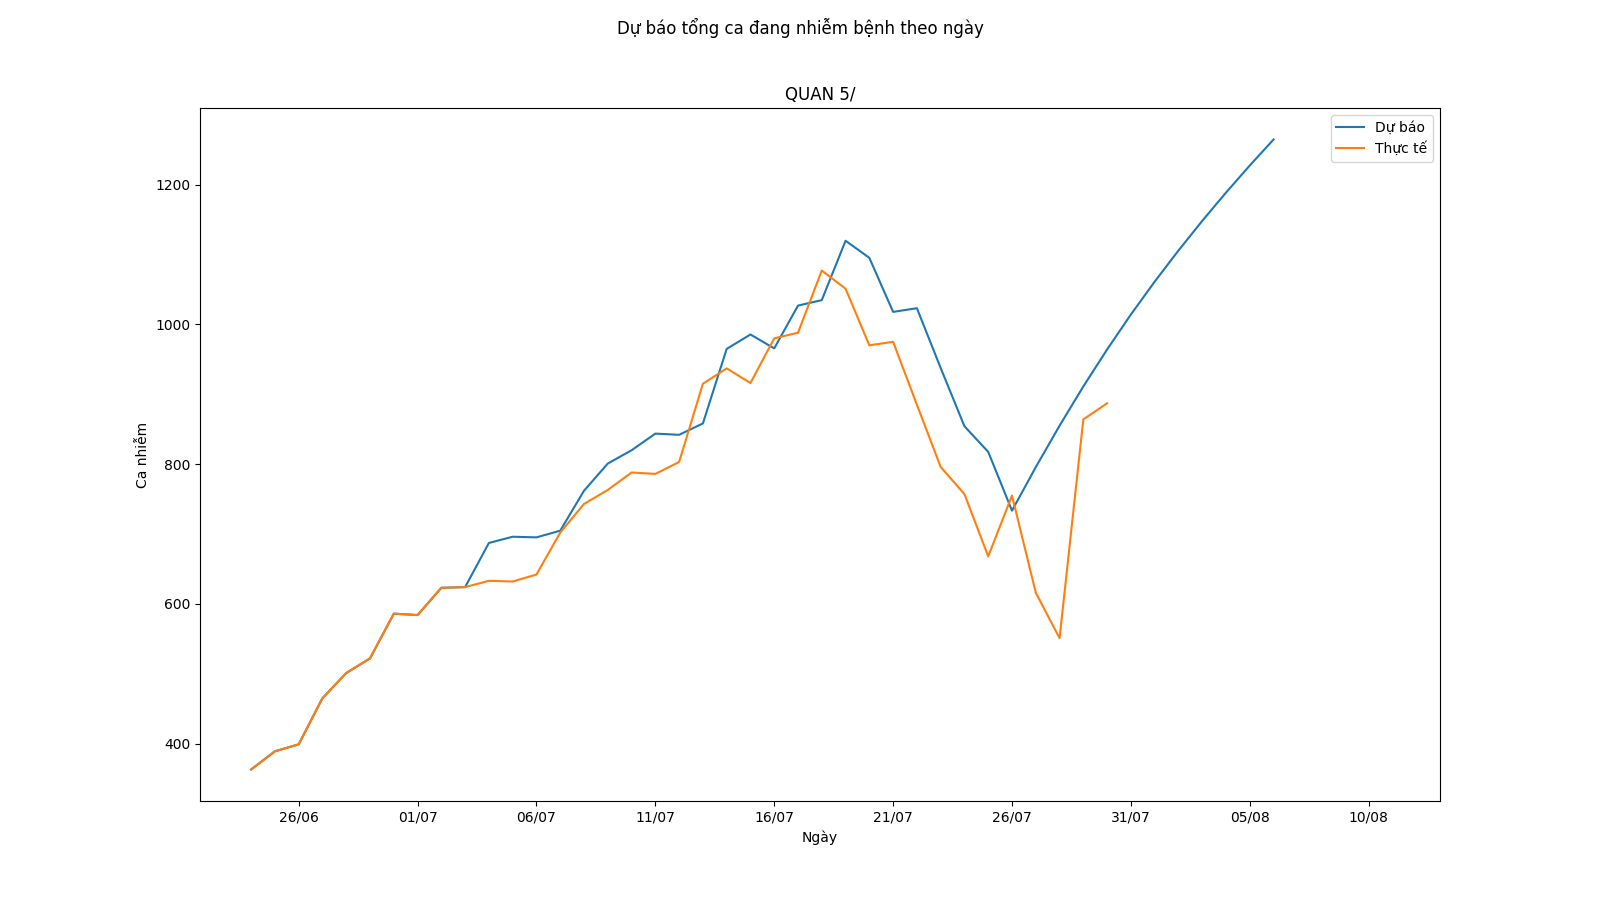 Dự báo tổng ca đang nhiễm bệnh theo ngày
QUAN 5/
Dự báo
Thực tế
1200
1000
800
600
400
Ca nhiễm
26/06
01/07
06/07
11/07
16/07
21/07
26/07
31/07
05/08
10/08
Ngày